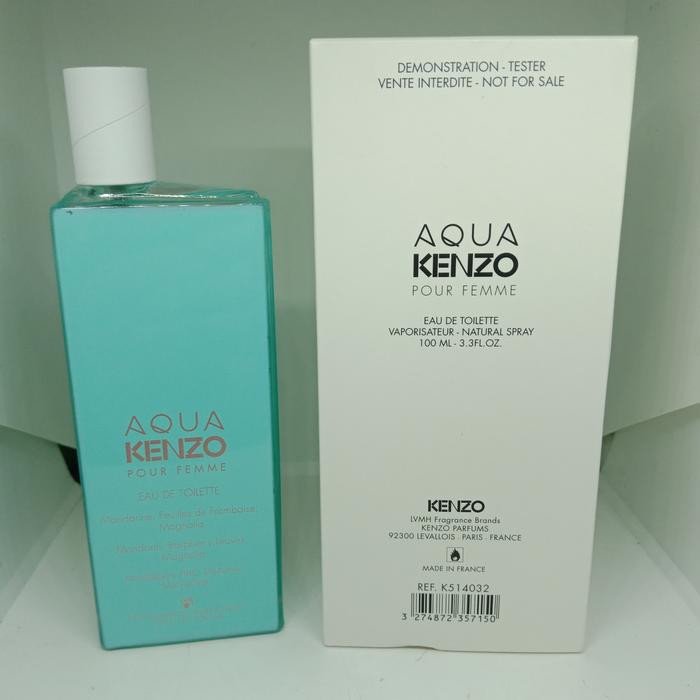 AQUA
KENZO
POUR FEMME
EAU DE TOILETTE
Mandarine, Feuilles de Framboise,
Magnolia
Magnolia
DEMONSTRATION - TESTER
VENTE INTERDITE - NOT FOR SALE
AQUA
KENZO
POUR FEMME
EAU DE TOILETTE
VAPORISATEUR - NATURAL SPRAY
100 ML - 3.3FL.OZ.
KENZO
LVMH Fragrance Brands
KENZO PARFUMS
92300 LEVALLOIS - PARIS - FRANCE
MADE IN FRANCE
REF. K514032
3 274872 357150